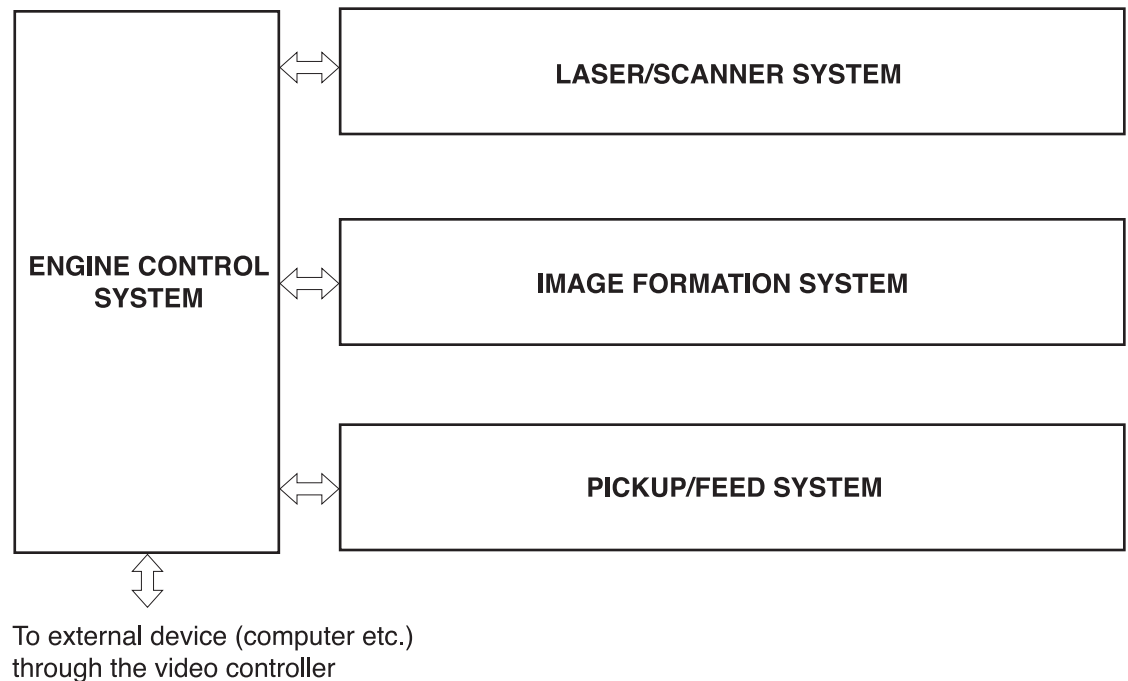 LASER/SCANNER SYSTEM
ENGINE CONTROL
SYSTEM
IMAGE FORMATION SYSTEM
PICKUP/FEED SYSTEM
To external device (computer etc.)
through the video controller